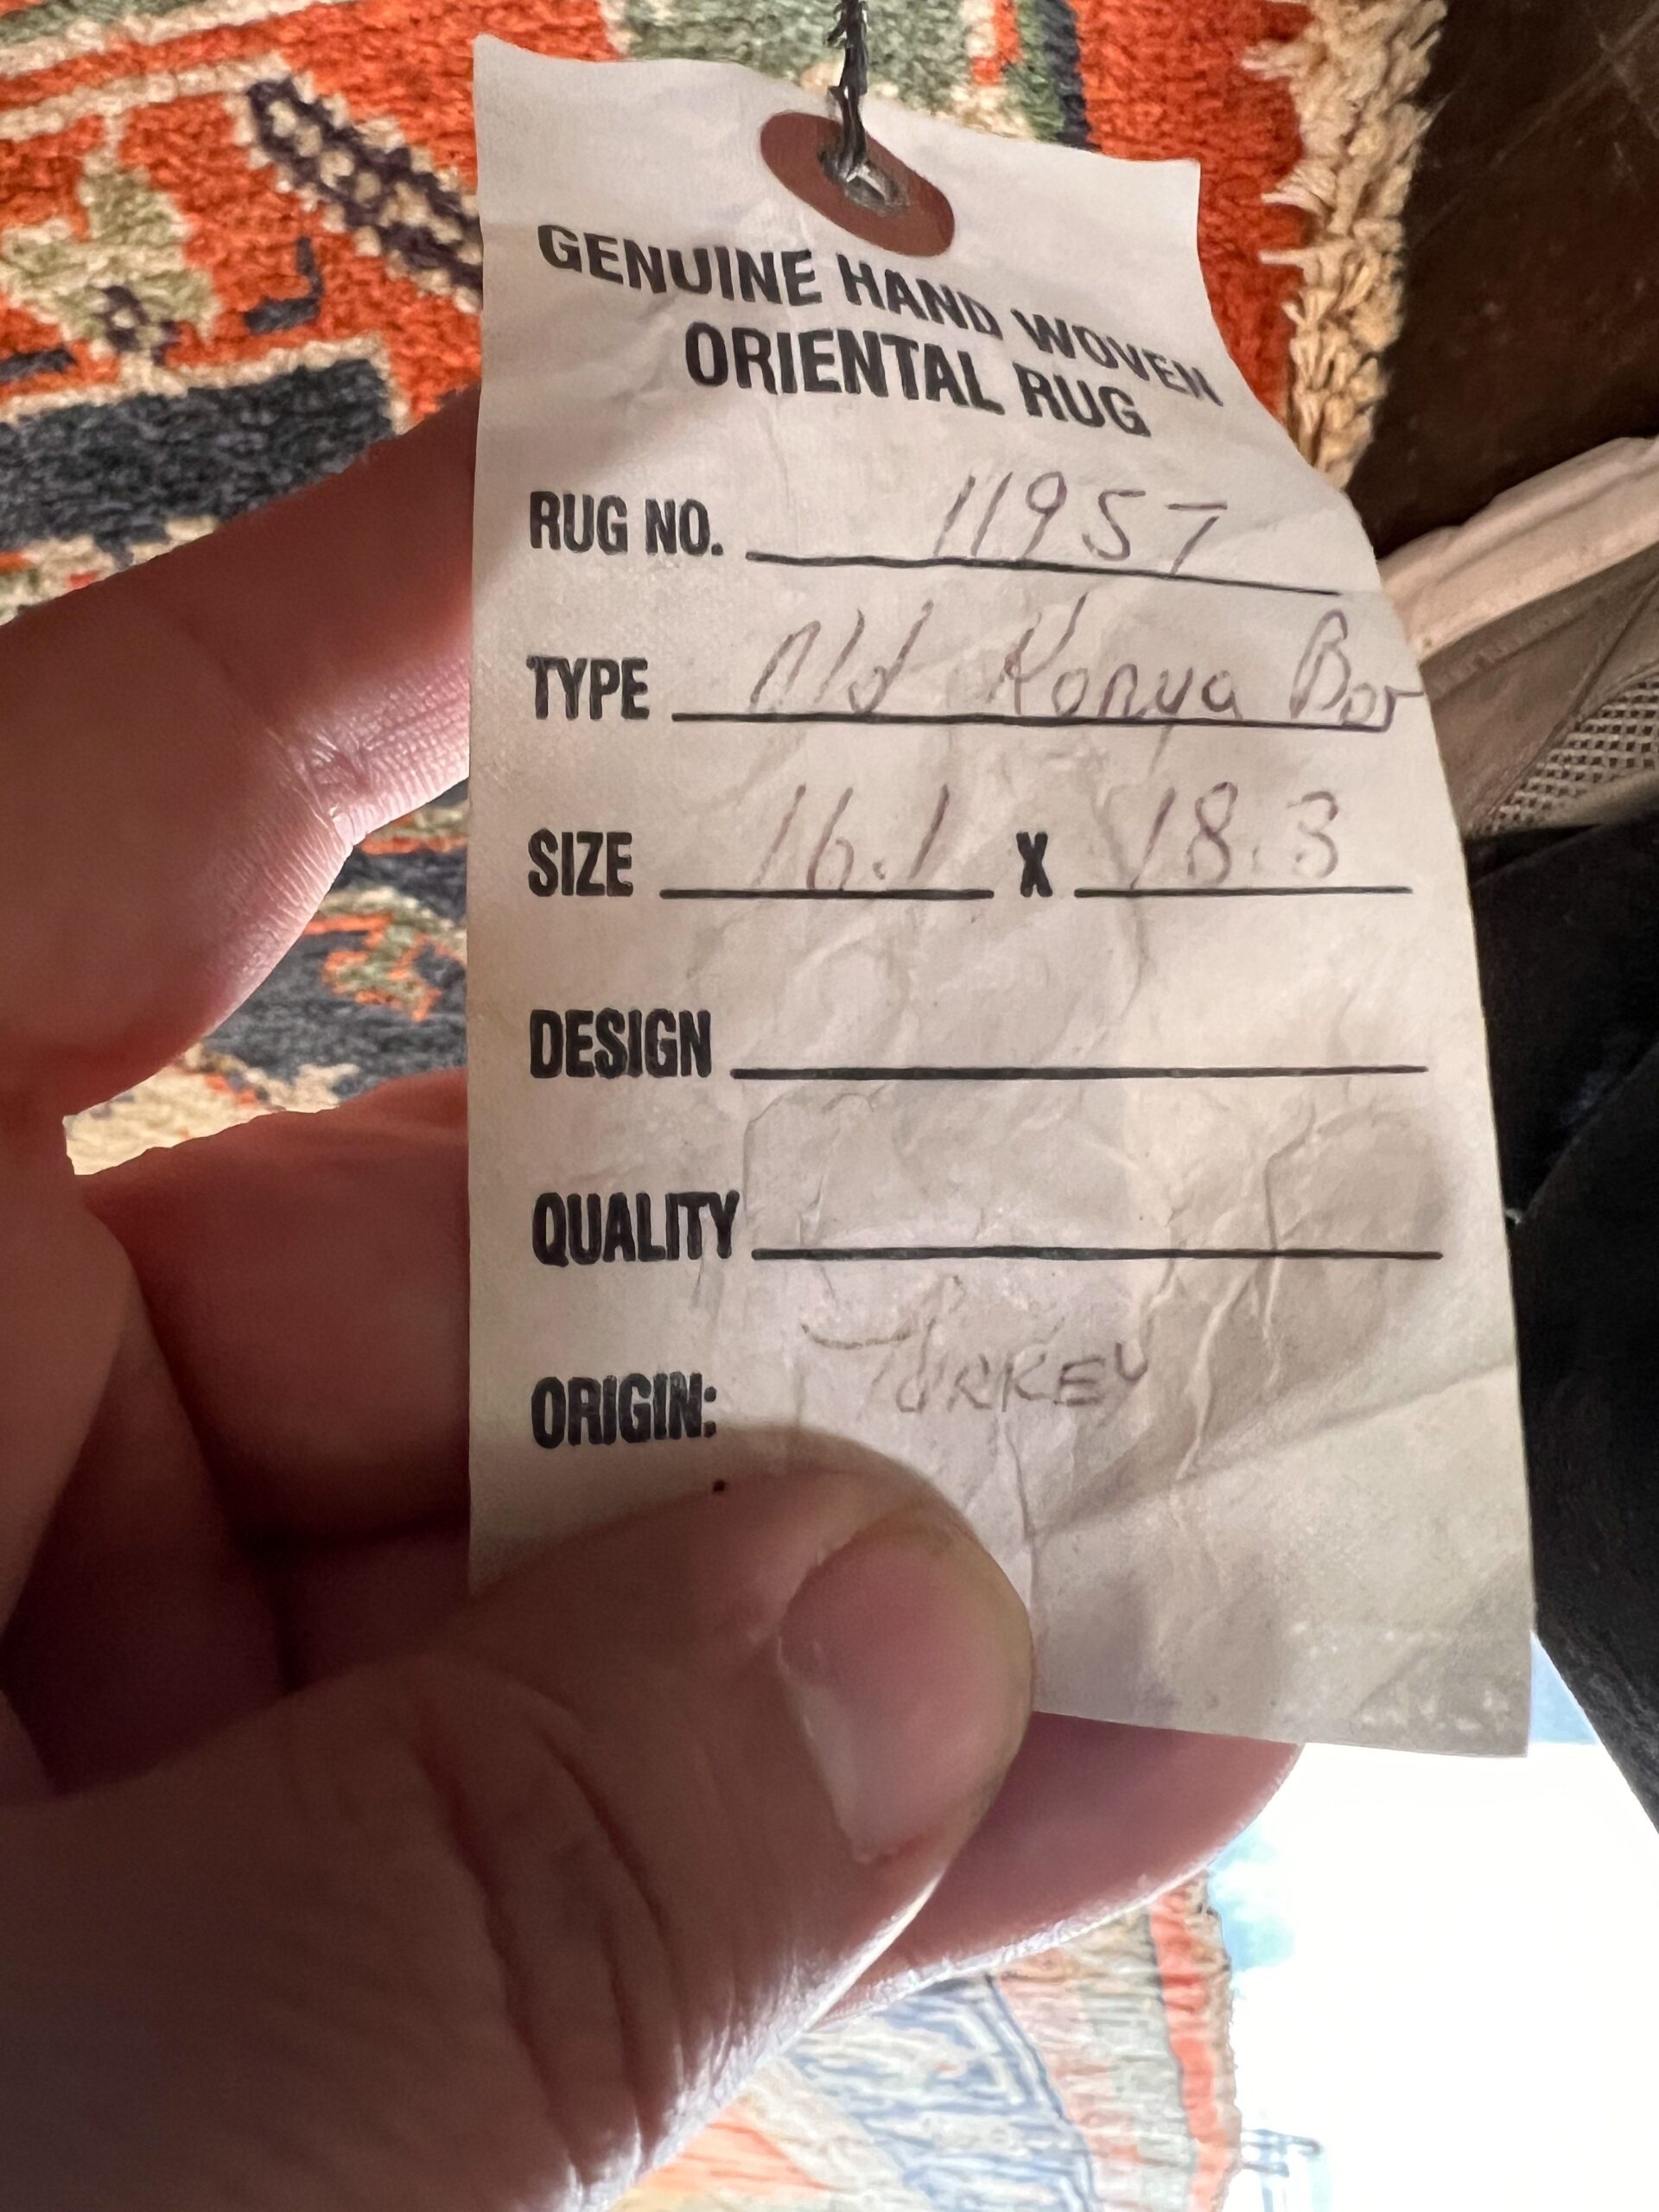 GENUINE HAND WOVEN
ORIENTAL RUG
RUG NO. 11957
TYPE Old Konya Bor
SIZE 16.1 X 18.3
DESIGN
QUALITY
ORIGIN: TURKEY